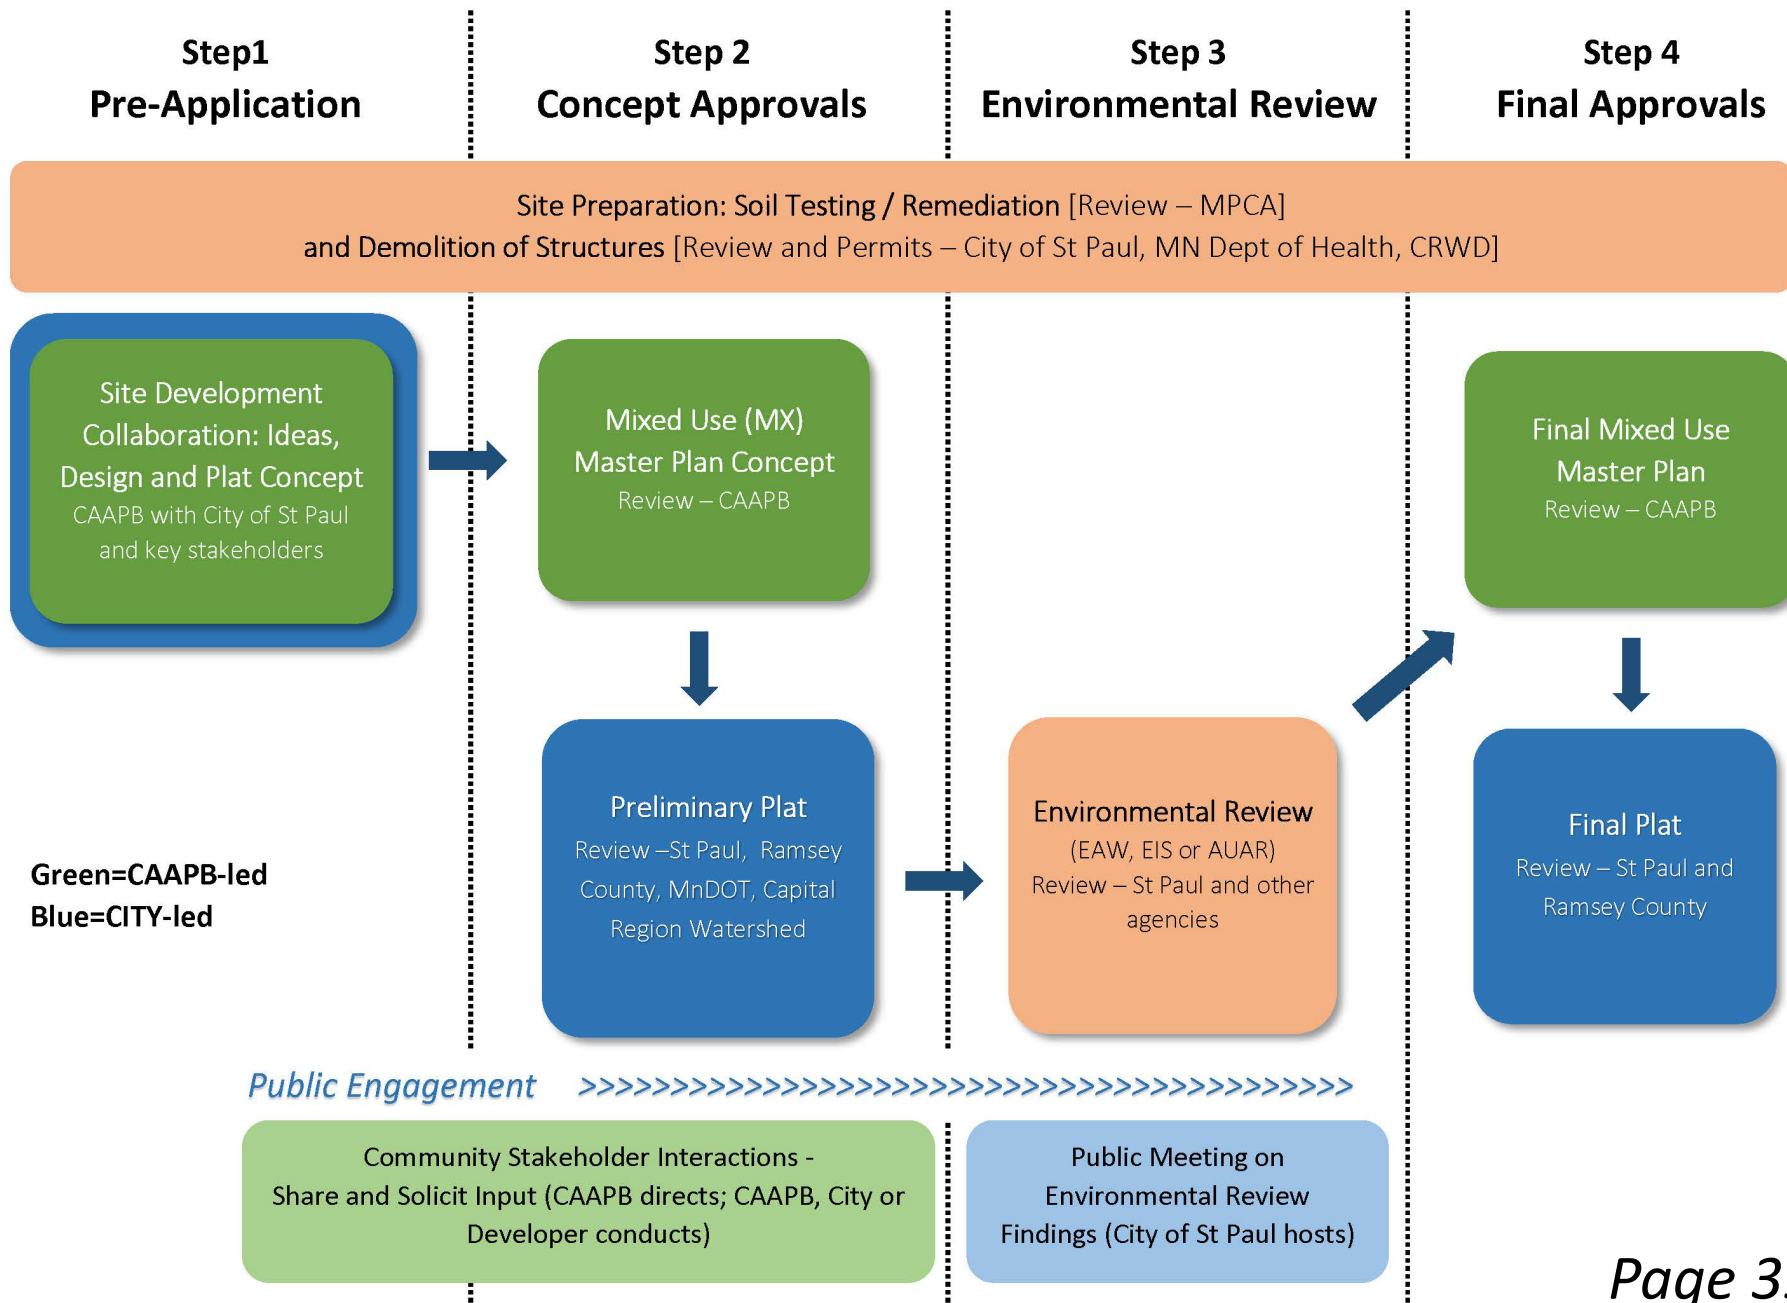 Step1
Pre-Application
Step 2
Concept Approvals
Step 3
Environmental Review
Step 4
Final Approvals
Site Preparation: Soil Testing / Remediation [Review – MPCA]
and Demolition of Structures [Review and Permits – City of St Paul, MN Dept of Health, CRWD]
Site Development
Collaboration: Ideas,
Design and Plat Concept
CAAPB with City of St Paul
and key stakeholders
Mixed Use (MX)
Master Plan Concept
Review – CAAPB
Final Mixed Use
Master Plan
Review – CAAPB
Preliminary Plat
Review –St Paul, Ramsey
County, MnDOT, Capital
Region Watershed
Environmental Review
(EAW, EIS or AUAR)
Review – St Paul and other
agencies
Final Plat
Review – St Paul and
Ramsey County
Green=CAAPB-led
Blue=CITY-led
Public Engagement >>>>>>>>>>>>>>>>>>>>>>>>>>>>>>>>>>>>>>>>>>
Community Stakeholder Interactions -
Share and Solicit Input (CAAPB directs; CAAPB, City or
Developer conducts)
Public Meeting on
Environmental Review
Findings (City of St Paul hosts)
Page 3